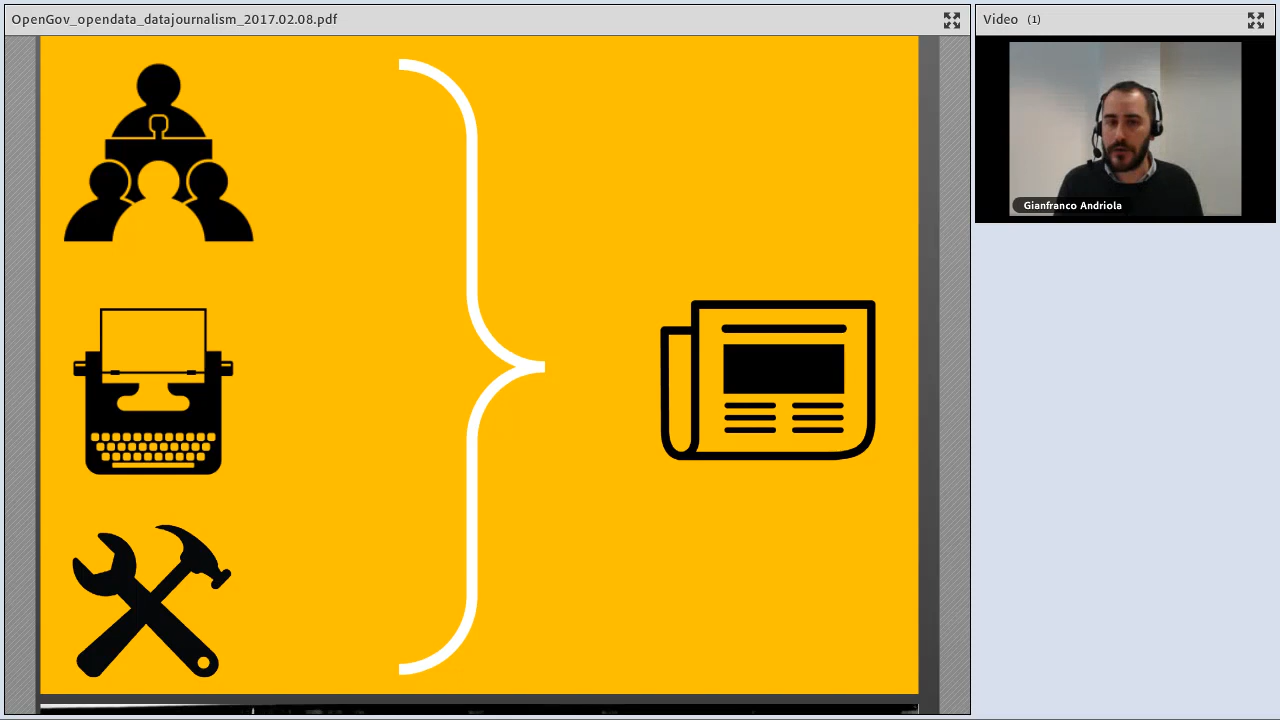 OpenGov_opendata_datajournalism_2017.02.08.pdf
Video (1)
Gianfranco Andriola